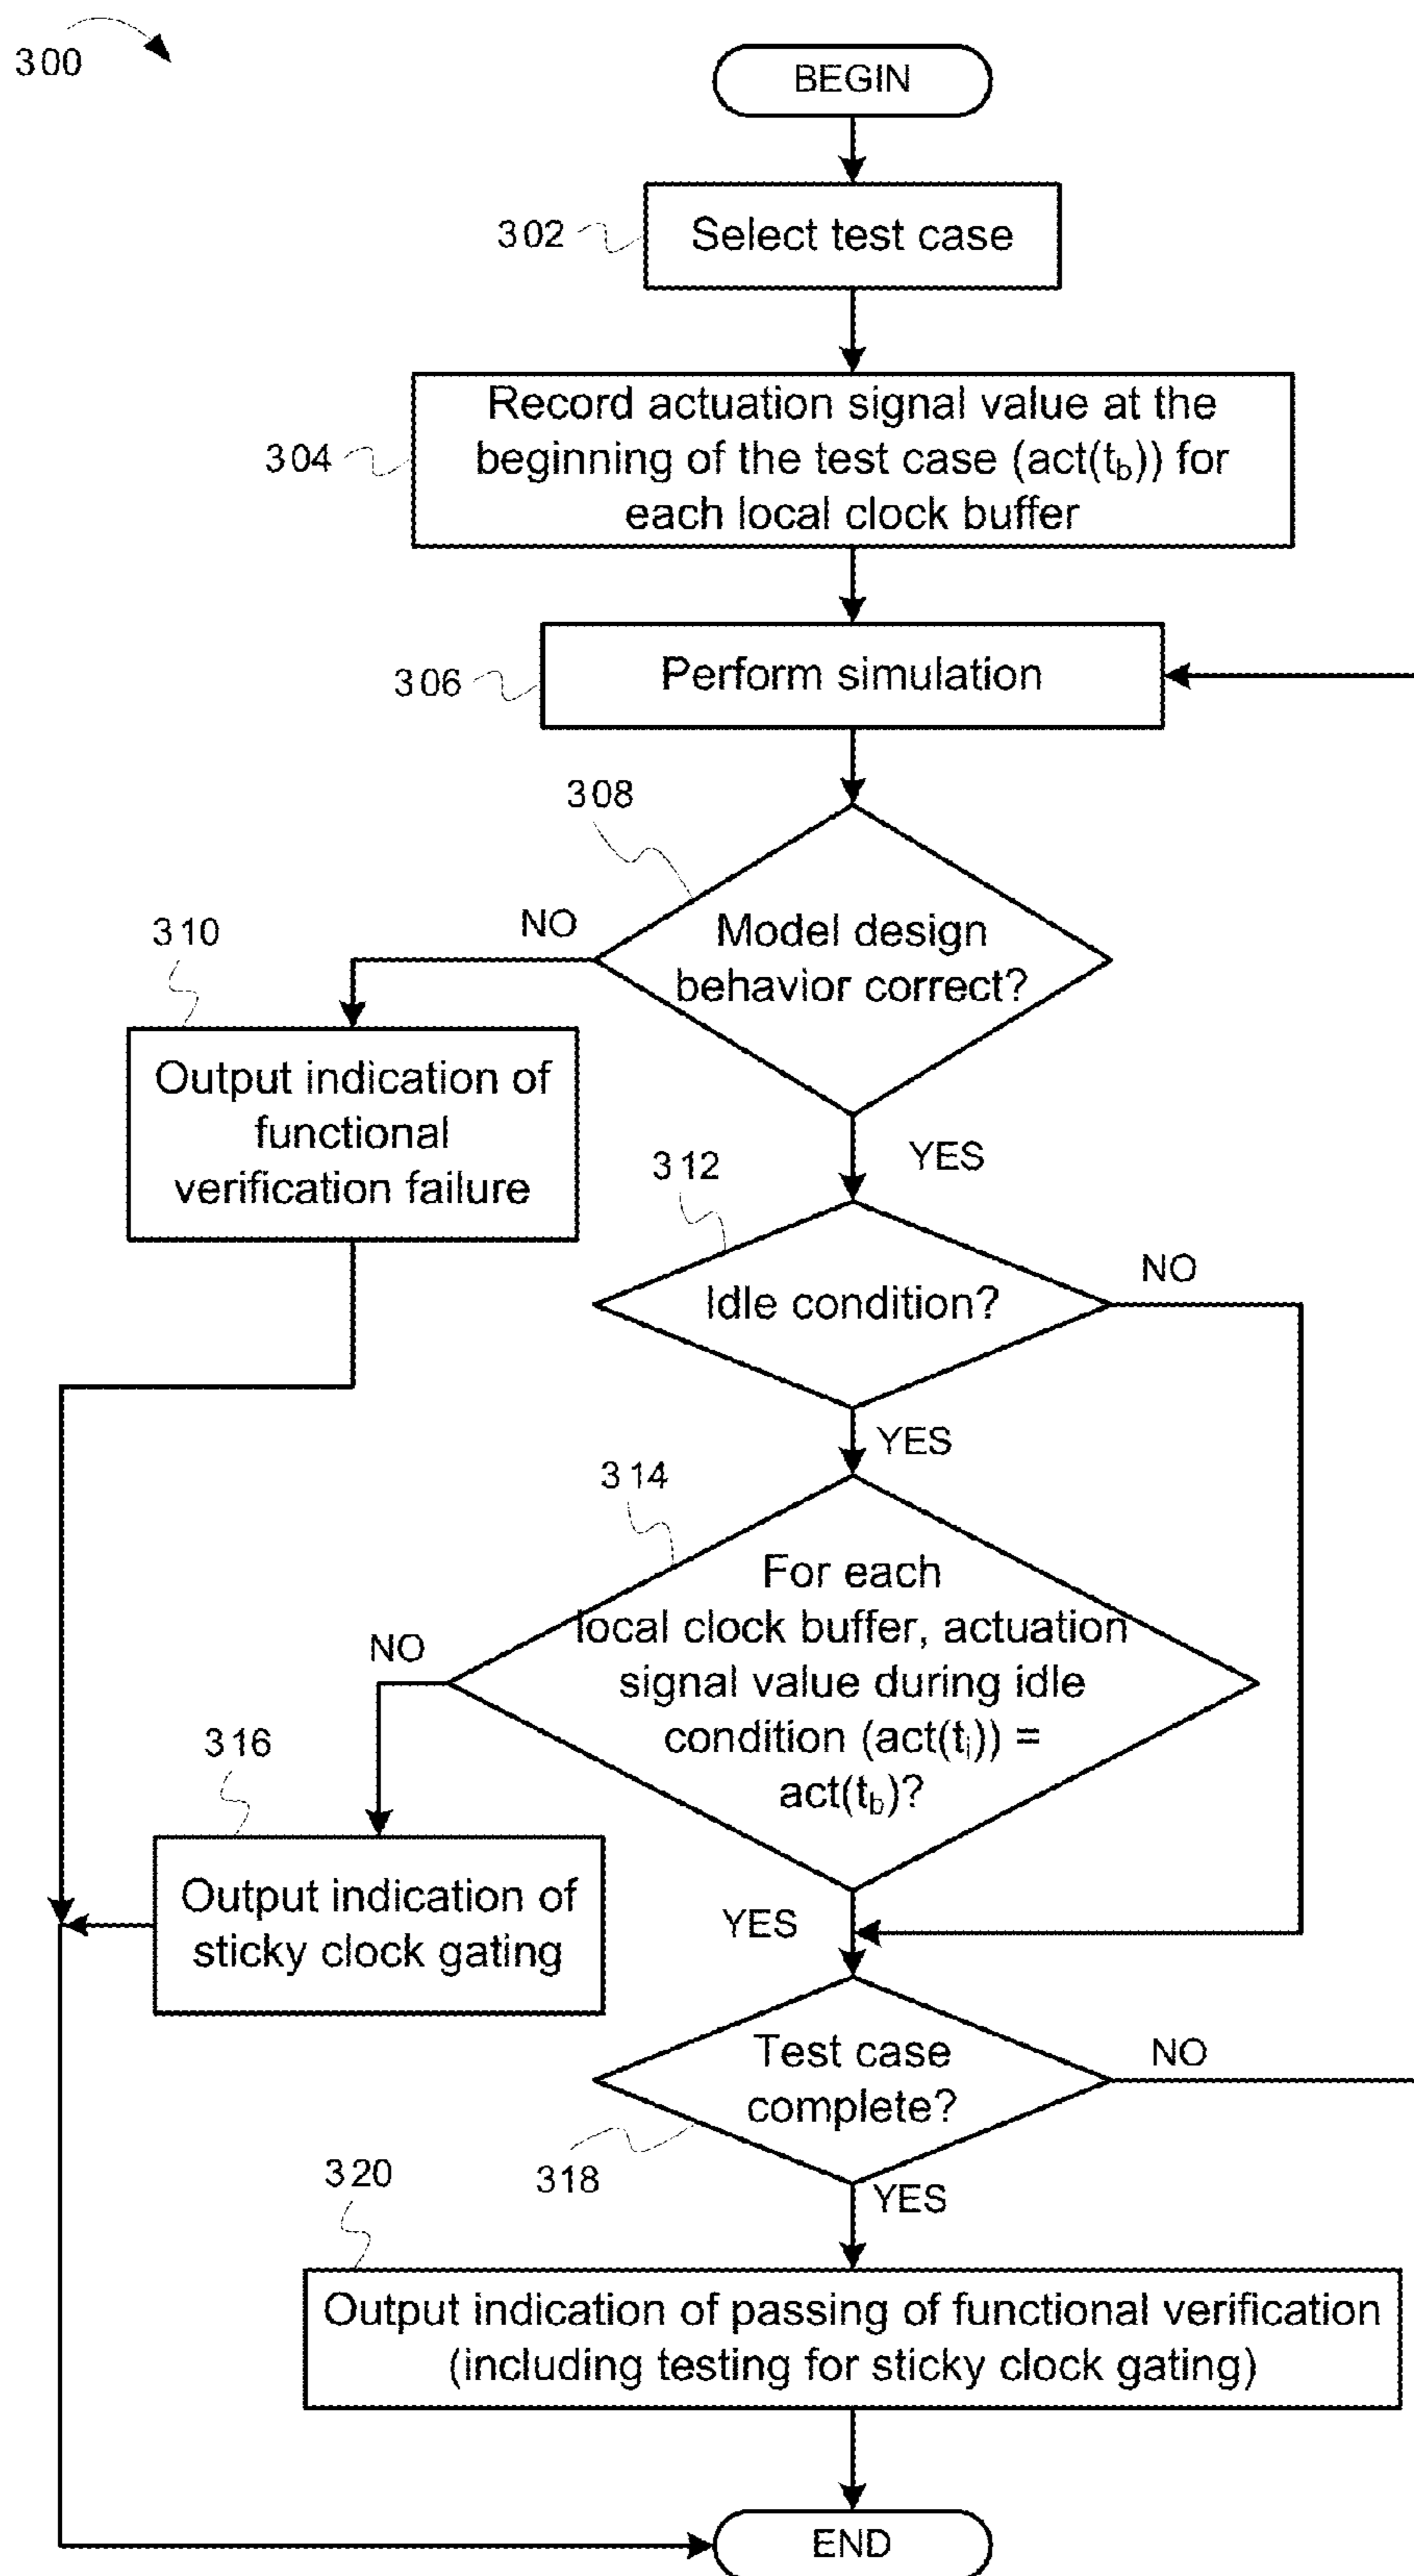 300
BEGIN
302
Select test case
304
Record actuation signal value at the
beginning of the test case (act(t_b)) for
each local clock buffer
306
Perform simulation
308
Model design
behavior correct?
NO
YES
310
Output indication of
functional
verification failure
312
Idle condition?
NO
YES
314
For each
local clock buffer, actuation
signal value during idle
condition (act(t_i)) =
act(t_b)?
NO
YES
316
Output indication of
sticky clock gating
Test case
complete?
318
NO
YES
320
Output indication of passing of functional verification
(including testing for sticky clock gating)
END